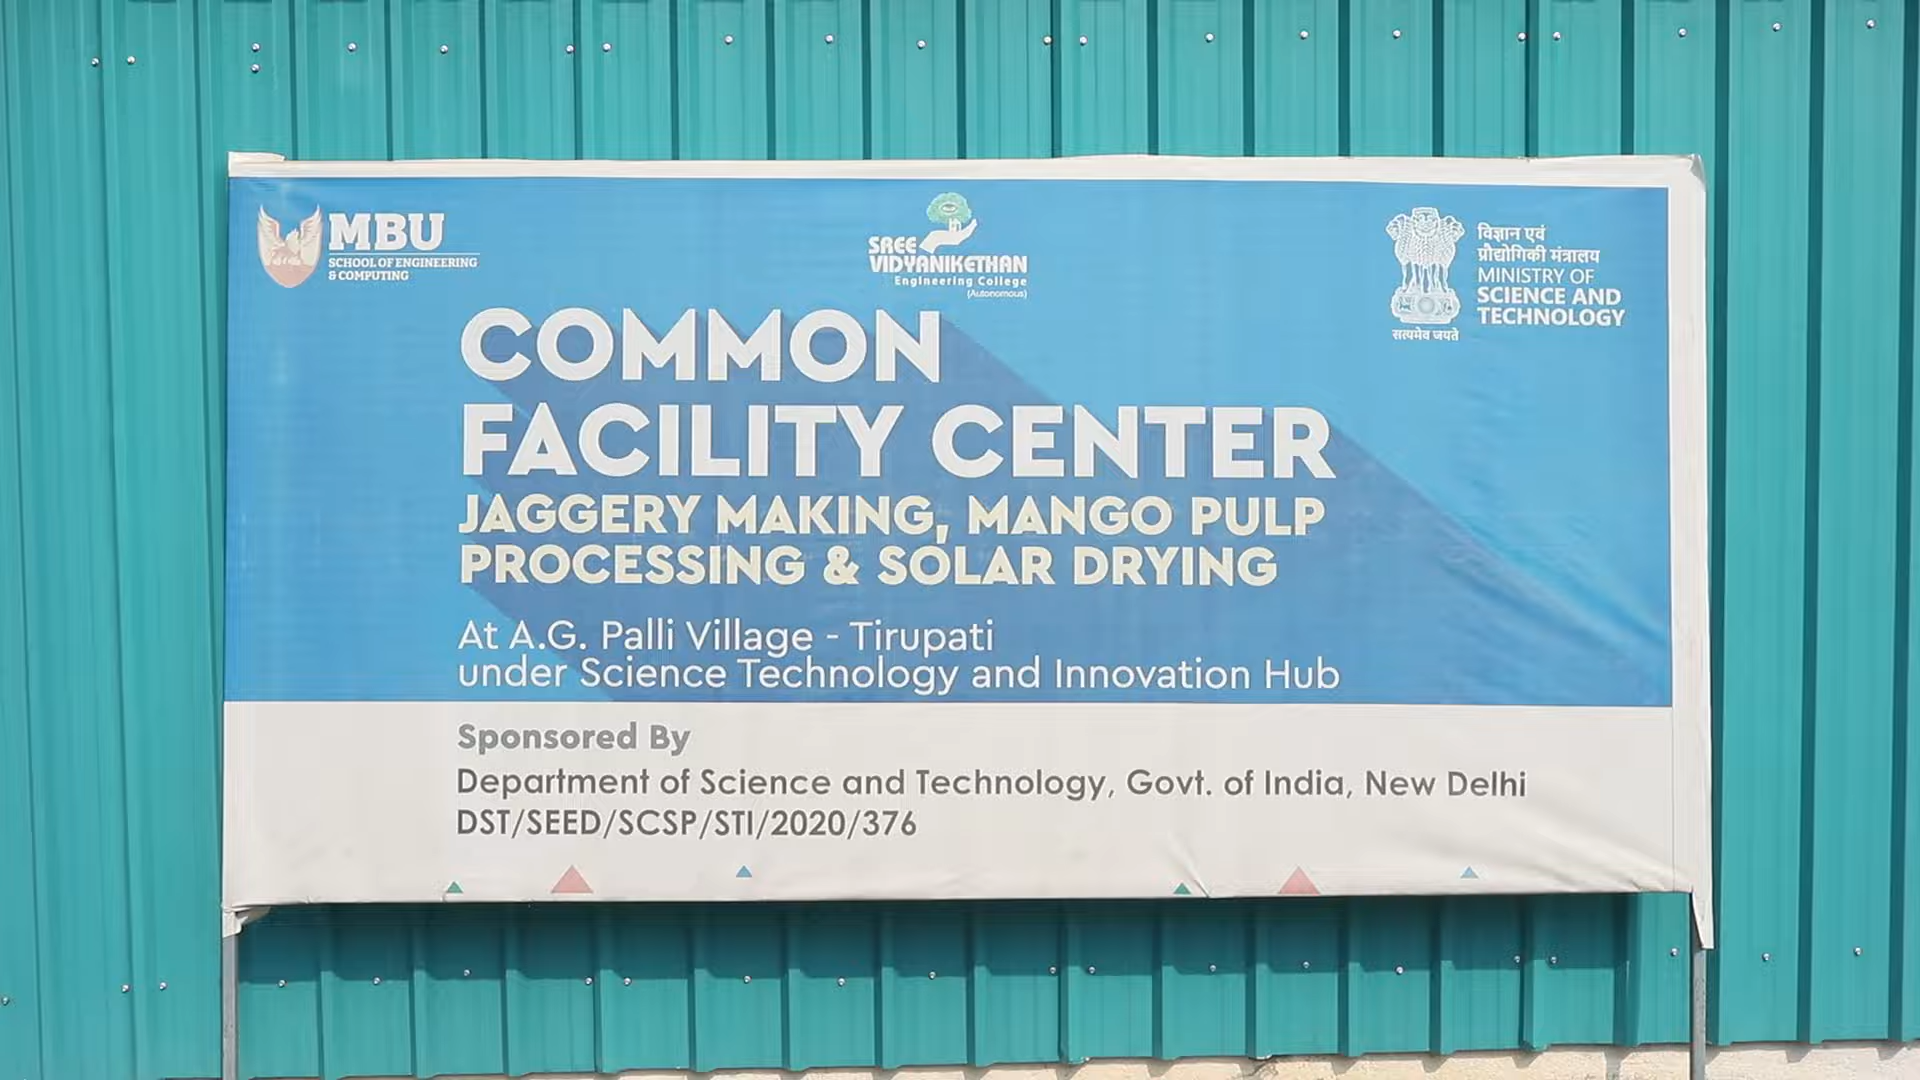 MBU
SCHOOL OF ENGINEERING
& COMPUTING
SREE
VIDYANIKETHAN
Engineering College
(Autonomous)
विज्ञान एवं
प्रौद्योगिकी मंत्रालय
MINISTRY OF
SCIENCE AND
TECHNOLOGY
सत्यमेव जयते
COMMON
FACILITY CENTER
JAGGERY MAKING, MANGO PULP
PROCESSING & SOLAR DRYING
At A.G. Palli Village - Tirupati
under Science Technology and Innovation Hub
Sponsored By
Department of Science and Technology, Govt. of India, New Delhi
DST/SEED/SCSP/STI/2020/376